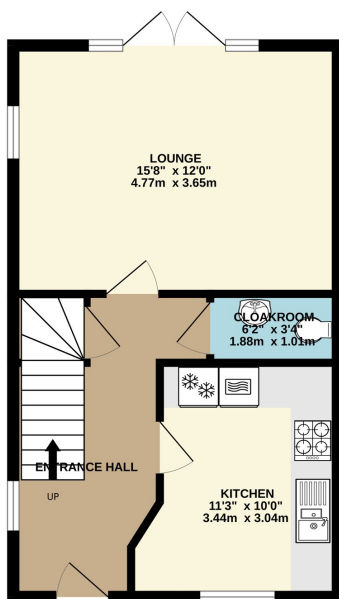 LOUNGE
15'8" x 12'0"
4.77m x 3.65m
CLOAKROOM
6'2" x 3'4"
1.88m x 1.01m
ENTRANCE HALL
UP
KITCHEN
11'3" x 10'0"
3.44m x 3.04m